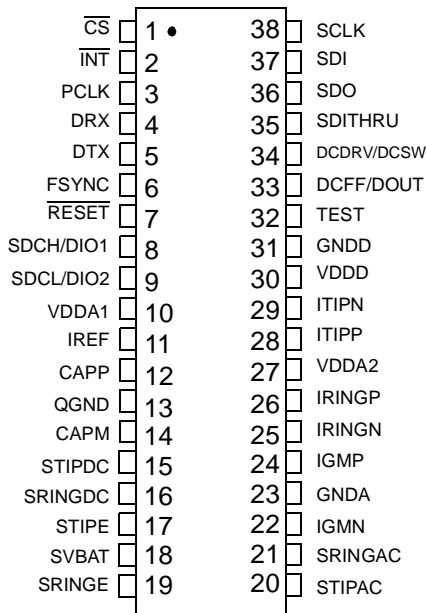 CS 1 38 SCLK
INT 2 37 SDI
PCLK 3 36 SDO
DRX 4 35 SDITHRU
DTX 5 34 DCDRV/DCSW
FSYNC 6 33 DCFF/DOUT
RESET 7 32 TEST
SDCH/DIO1 8 31 GNDD
SDCL/DIO2 9 30 VDDD
VDDA1 10 29 ITIPN
IREF 11 28 ITIPP
CAPP 12 27 VDDA2
QGND 13 26 IRINGP
CAPM 14 25 IRINGN
STIPDC 15 24 IGMP
SRINGDC 16 23 GNDA
STIPE 17 22 IGMN
SVBAT 18 21 SRINGAC
SRINGE 19 20 STIPAC